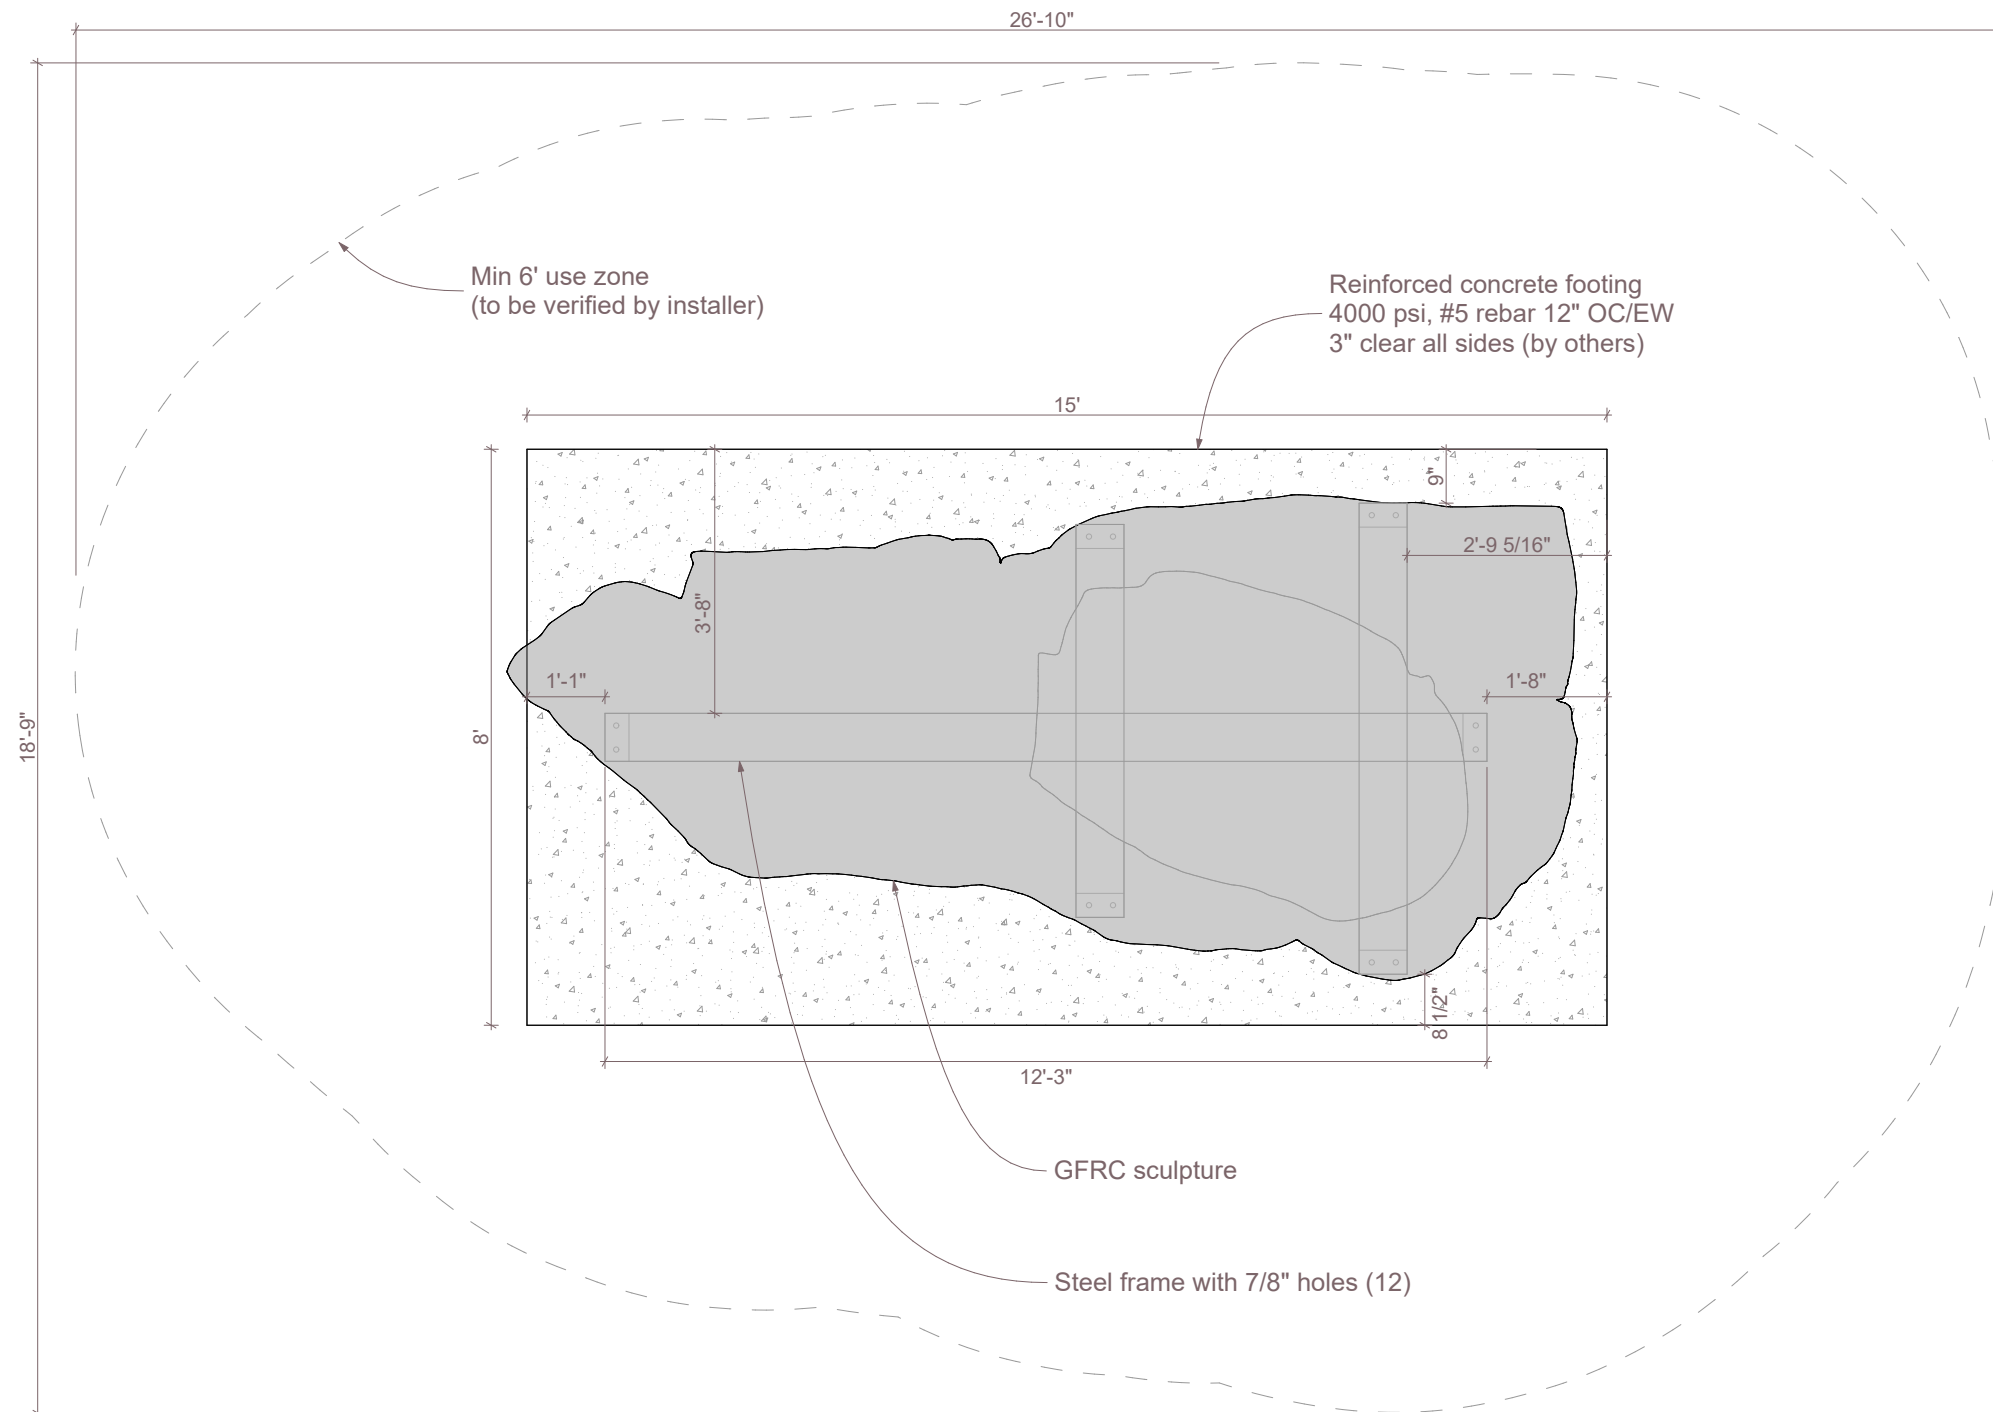 26'-10"
Min 6' use zone
(to be verified by installer)
Reinforced concrete footing
4000 psi, #5 rebar 12" OC/EW
3" clear all sides (by others)
15'
9"
2'-9 5/16"
3'-8"
1'-1"
1'-8"
18'-9"
8'
8 1/2"
12'-3"
GFRC sculpture
Steel frame with 7/8" holes (12)